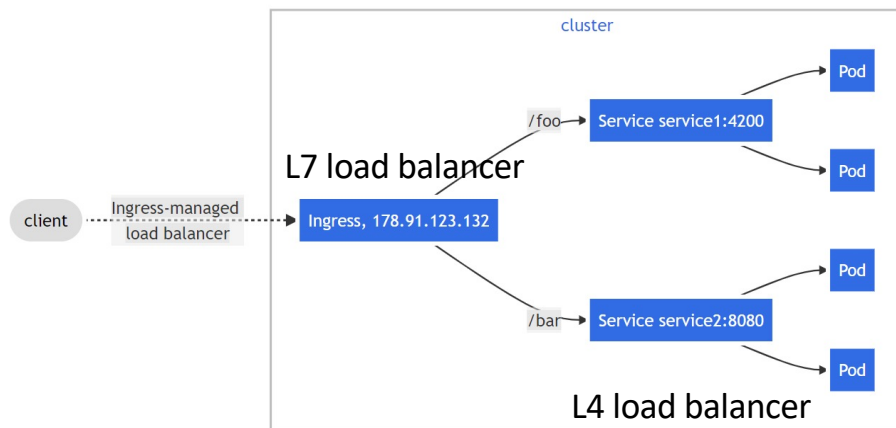 cluster
Pod
/foo
Service service1:4200
L7 load balancer
Pod
client
Ingress-managed
load balancer
Ingress, 178.91.123.132
Pod
/bar
Service service2:8080
Pod
L4 load balancer